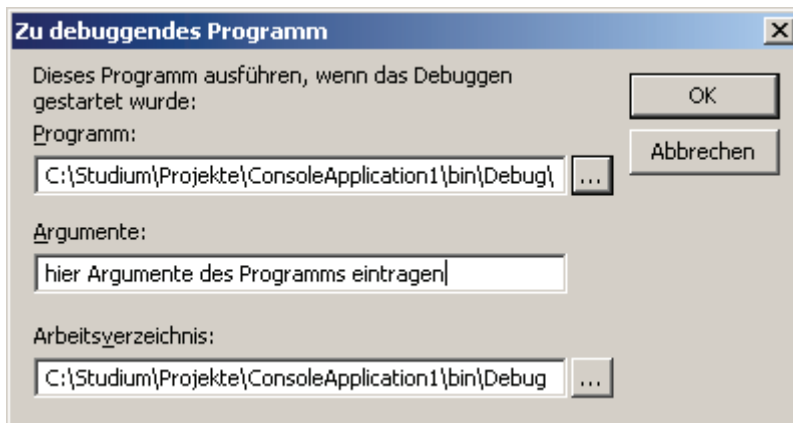 Zu debuggendes Programm
Dieses Programm ausführen, wenn das Debuggen
gestartet wurde:
OK
Programm:
Abbrechen
C:\Studium\Projekte\ConsoleApplication1\bin\Debug\
...
Argumente:
hier Argumente des Programms eintragen
Arbeitsverzeichnis:
C:\Studium\Projekte\ConsoleApplication1\bin\Debug
...